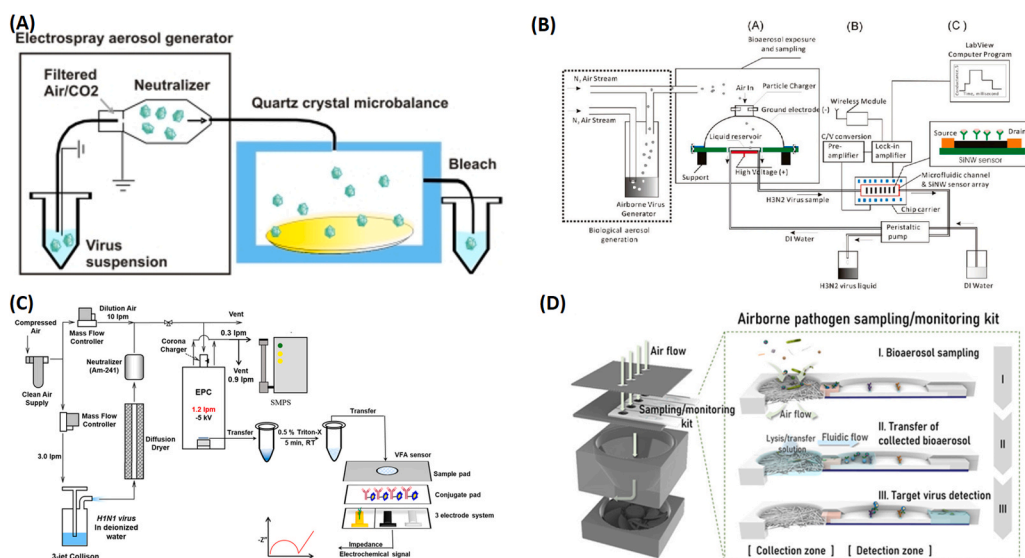 (A)
Electrospray aerosol generator
Filtered
Air/CO2
Neutralizer
Quartz crystal microbalance
Bleach
Virus
suspension
(B)
(A)
(B)
(C)
Bioaerosol exposure
and sampling
LabView
Computer Program
N₂ Air Stream
Air In
Particle Charger
Ground electrode (-)
Wireless Module
Time, millisecond
N₂ Air Stream
Liquid reservoir
C/V conversion
Pre-
amplifier
Lock-in
amplifier
Source
Drain
SiNW sensor
Support
High Voltage (+)
Microfluidic channel
& SiNW sensor array
Airborne Virus
Generator
H3N2 Virus sample
Chip carrier
Biological aerosol
generation
DI Water
Peristaltic
pump
H3N2 virus liquid
DI Water
(C)
Dilution Air
10 lpm
Compressed
Air
Vent
Mass Flow
Controller
Corona
Charger
0.3 lpm
Neutralizer
(Am-241)
Vent
0.9 lpm
Clean Air
Supply
EPC
1.2 lpm
-5 kV
SMPS
Mass Flow
Controller
Diffusion
Dryer
Transfer
Transfer
0.5 % Triton-X
5 min, RT
3.0 lpm
VFA sensor
Sample pad
Conjugate pad
H1N1 virus
In deionized
water
3 electrode system
-Z"
Impedance
Electrochemical signal
3-jet Collison
(D)
Airborne pathogen sampling/monitoring kit
Air flow
I. Bioaerosol sampling
Sampling/monitoring
kit
I
Air flow
II. Transfer of
collected bioaerosol
Lysis/transfer
solution
Fluidic flow
II
III. Target virus detection
III
[ Collection zone ]
[ Detection zone ]